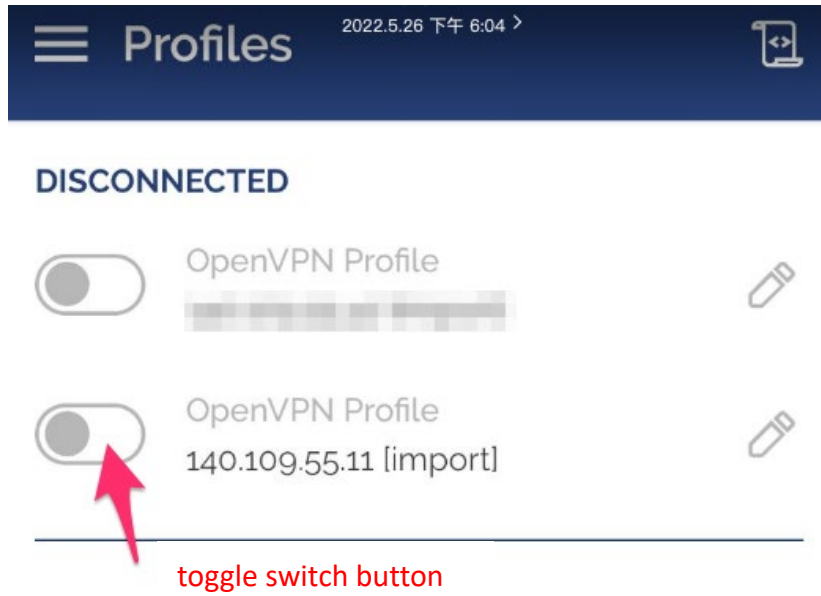 Profiles
2022.5.26 下午 6:04 >
DISCONNECTED
OpenVPN Profile
OpenVPN Profile
140.109.55.11 [import]
toggle switch button